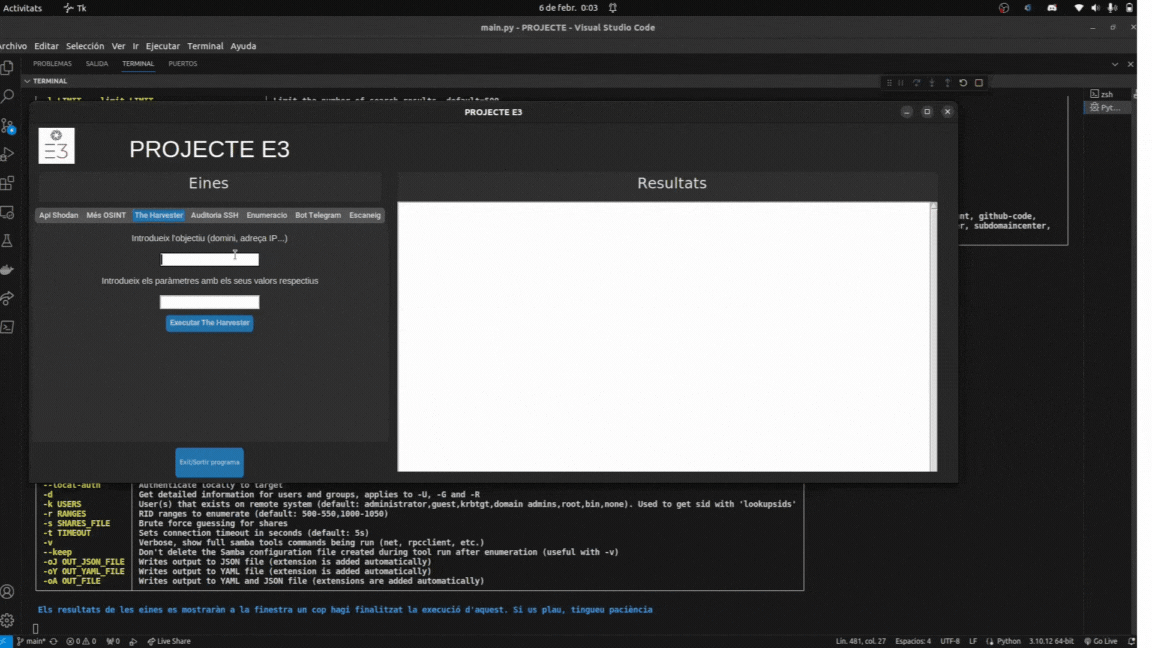 Activitats Tk 6 de febr. 0:03
main.py - PROJECTE - Visual Studio Code
Archivo Editar Selección Ver Ir Ejecutar Terminal Ayuda
PROBLEMAS SALIDA TERMINAL PUERTOS
TERMINAL
zsh
Pyt...
PROJECTE E3
E3
PROJECTE E3
Eines
Resultats
Api Shodan Més OSINT The Harvester Auditoria SSH Enumeracio Bot Telegram Escaneig
Introdueix l'objectiu (domini, adreça IP...)
Introdueix els paràmetres amb els seus valors respectius
Executar The Harvester
Exit/Sortir programa
nt, github-code,
r, subdomaincenter,
--local-auth Authenticate locally to target
-d Get detailed information for users and groups, applies to -U, -G and -R
-k USERS User(s) that exists on remote system (default: administrator,guest,krbtgt,domain admins,root,bin,none). Used to get sid with 'lookupsids'
-r RANGES RID ranges to enumerate (default: 500-550,1000-1050)
-s SHARES_FILE Brute force guessing for shares
-t TIMEOUT Sets connection timeout in seconds (default: 5s)
-v Verbose, show full samba tools commands being run (net, rpcclient, etc.)
--keep Don't delete the Samba configuration file created during tool run after enumeration (useful with -v)
-oJ OUT_JSON_FILE Writes output to JSON file (extension is added automatically)
-oY OUT_YAML_FILE Writes output to YAML file (extension is added automatically)
-oA OUT_FILE Writes output to YAML and JSON file (extensions are added automatically)
Els resultats de les eines es mostraràn a la finestra un cop hagi finalitzat la execució d'aquest. Si us plau, tingueu paciència
main* 0 0 0 Live Share Lín. 481, col. 27 Espacios: 4 UTF-8 LF Python 3.10.12 64-bit Go Live